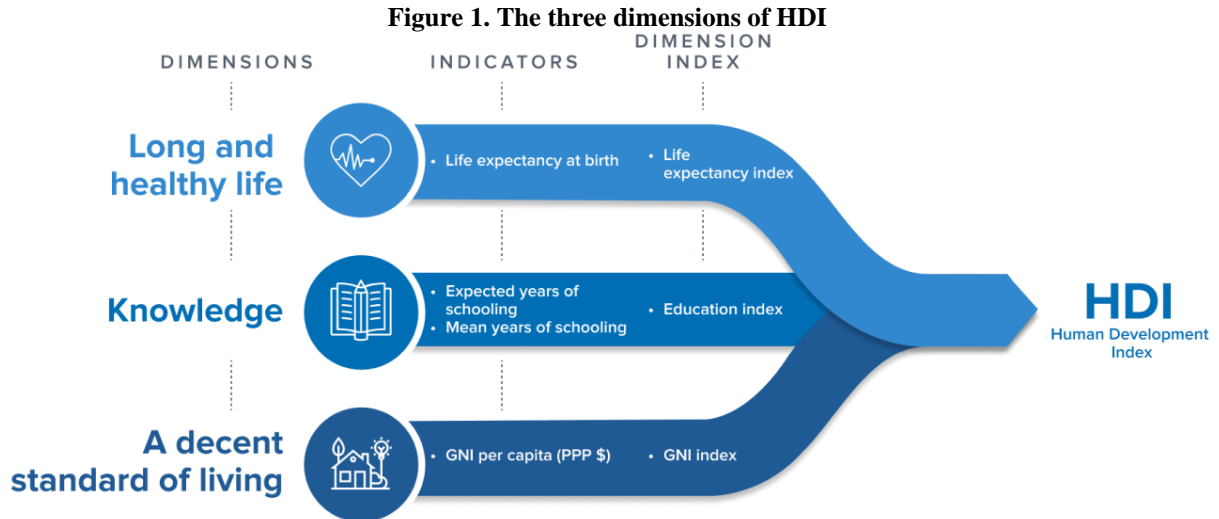 Figure 1. The three dimensions of HDI
DIMENSIONS
INDICATORS
DIMENSION
INDEX
Long and
healthy life
• Life expectancy at birth
• Life
expectancy index
Knowledge
• Expected years of
schooling
• Mean years of schooling
• Education index
A decent
standard of living
• GNI per capita (PPP $)
• GNI index
HDI
Human Development
Index